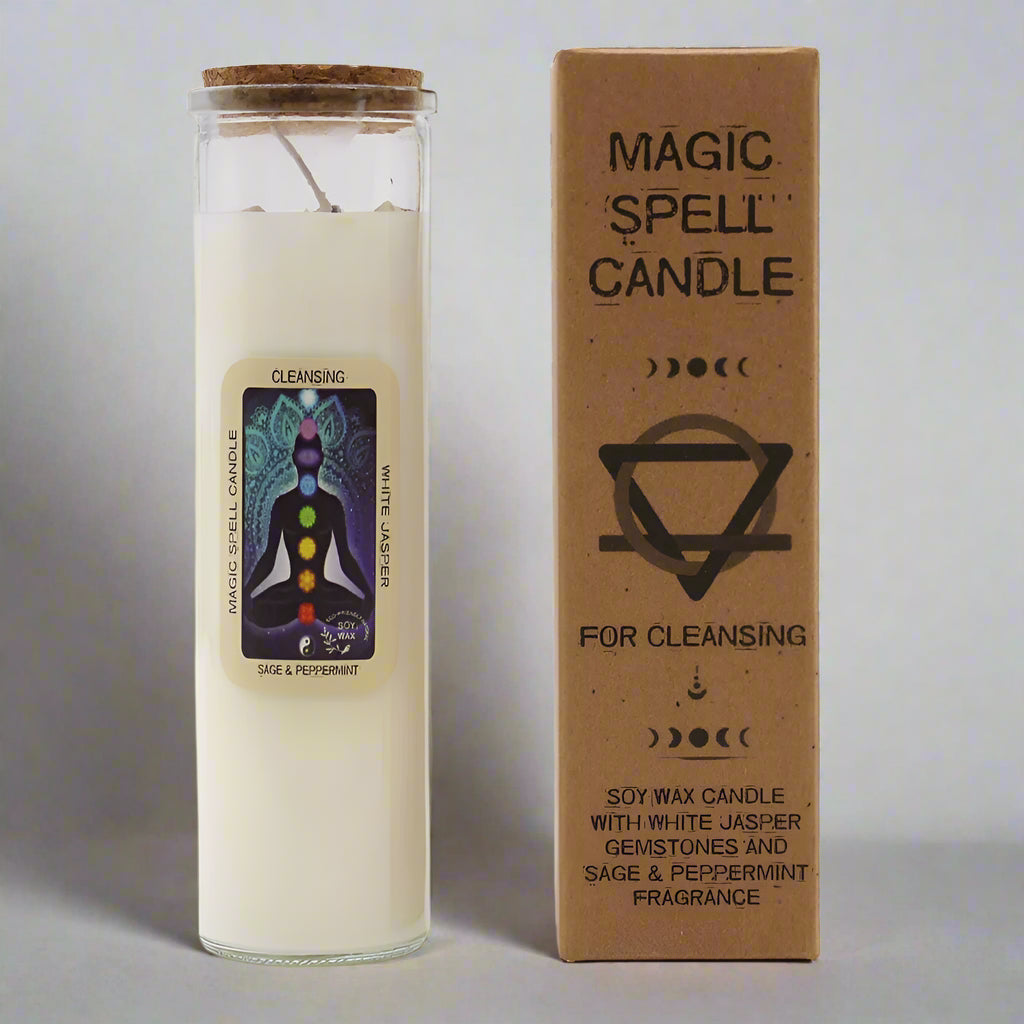 CLEANSING
MAGIC SPELL CANDLE
WHITE JASPER
SOY
WAX
SAGE & PEPPERMINT
MAGIC
SPELL
CANDLE
FOR CLEANSING
SOY WAX CANDLE
WITH WHITE JASPER
GEMSTONES AND
SAGE & PEPPERMINT
FRAGRANCE